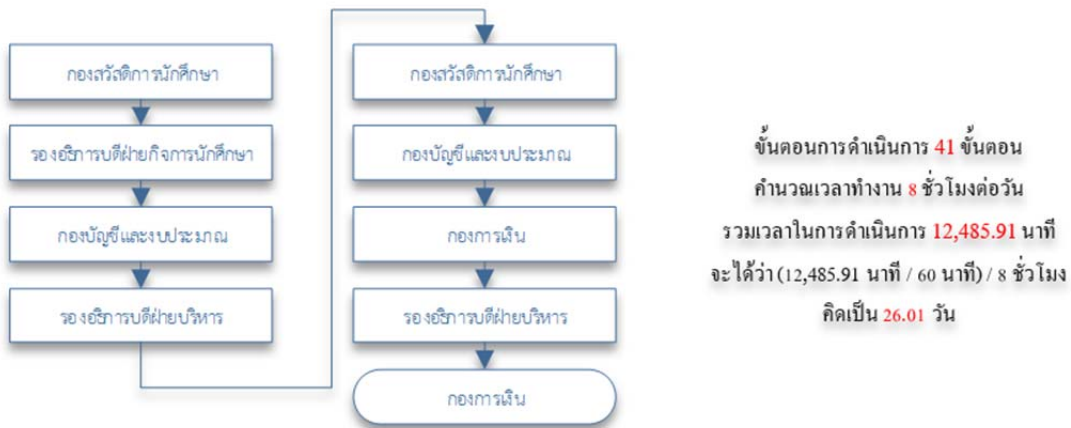 กองสวัสดิการนักศึกษา
รองอธิการบดีฝ่ายกิจการนักศึกษา
กองบัญชีและงบประมาณ
รองอธิการบดีฝ่ายบริหาร
กองสวัสดิการนักศึกษา
กองบัญชีและงบประมาณ
กองการเงิน
รองอธิการบดีฝ่ายบริหาร
กองการเงิน
ขั้นตอนการดำเนินการ 41 ขั้นตอน
คำนวณเวลาทำงาน 8 ชั่วโมงต่อวัน
รวมเวลาในการดำเนินการ 12,485.91 นาที
จะได้ว่า (12,485.91 นาที / 60 นาที) / 8 ชั่วโมง
คิดเป็น 26.01 วัน